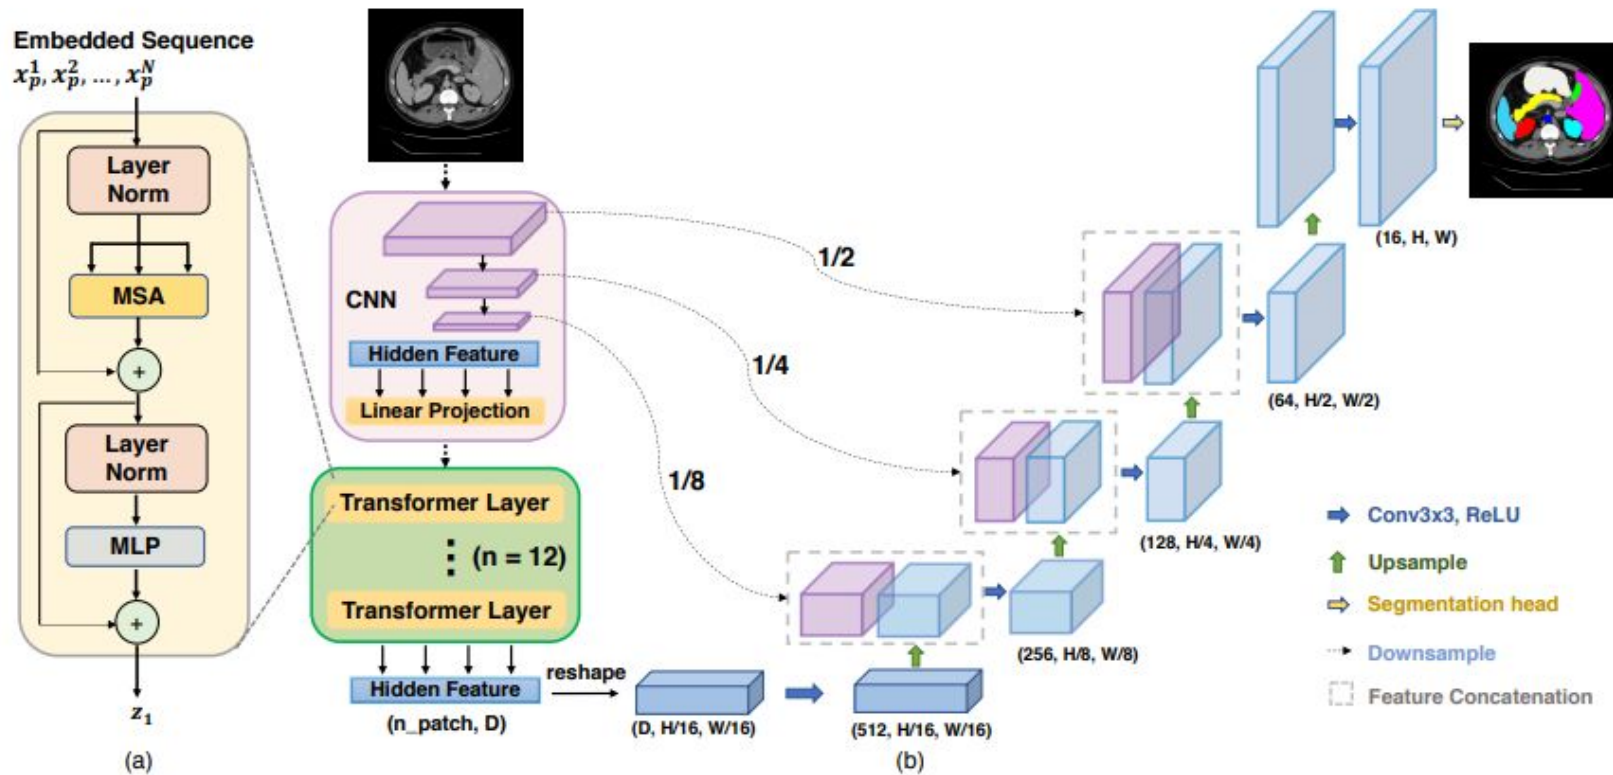 Embedded Sequence
x_p^1, x_p^2, ..., x_p^N
Layer
Norm
MSA
+
Layer
Norm
MLP
+
z_1
(a)
CNN
Hidden Feature
Linear Projection
Transformer Layer
(n = 12)
Transformer Layer
Hidden Feature
(n_patch, D)
reshape
(D, H/16, W/16)
(512, H/16, W/16)
1/2
1/4
1/8
(256, H/8, W/8)
(128, H/4, W/4)
(64, H/2, W/2)
(16, H, W)
Conv3x3, ReLU
Upsample
Segmentation head
Downsample
Feature Concatenation
(b)